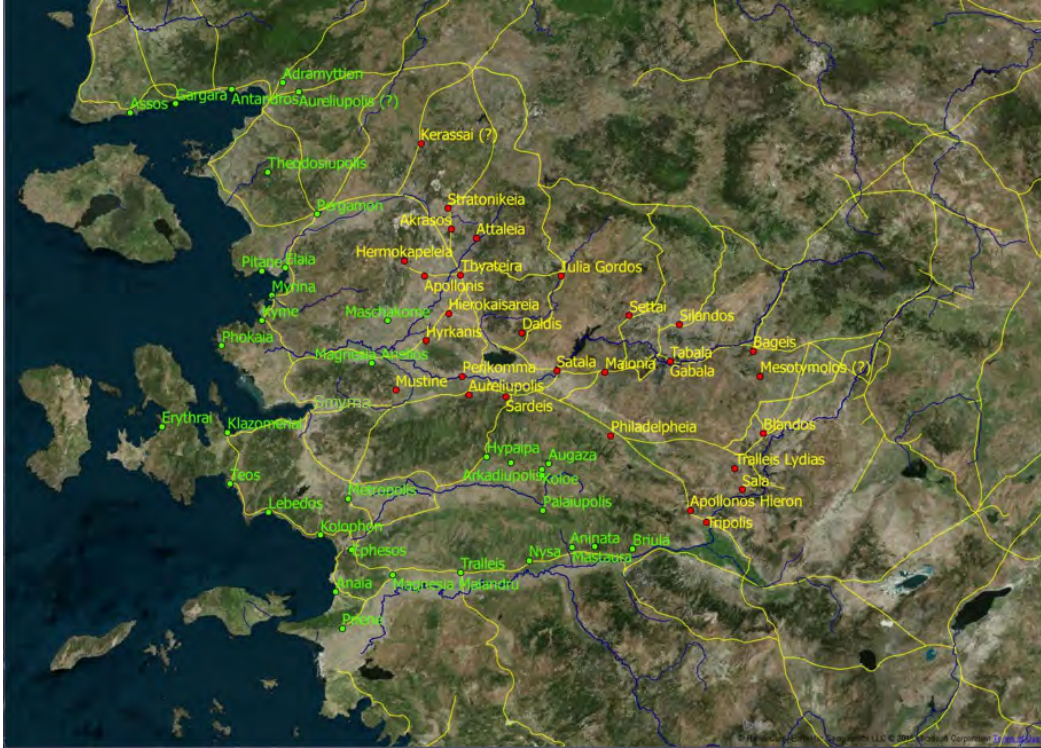 Adramyttion
Assos
Gargara
Antandros
Aureliupolis (?)
Kerassai (?)
Theodosiupolis
Pergamon
Stratonikeia
Akrasos
Attaleia
Hermokapeleia
Thyateira
Iulia Gordos
Pitane
Elaia
Apollonis
Myrina
Kyme
Maschakome
Hierokaisareia
Settai
Silandos
Phokaia
Hyrkanis
Daldis
Magnesia Anelios
Perikomma
Satala
Maionia
Tabala
Gabala
Bageis
Mesotymolos (?)
Mustine
Aureliupolis
Sardeis
Smyrna
Erythrai
Klazomenai
Philadelpheia
Blandos
Hypaipa
Augaza
Arkadiupolis
Koloe
Tralleis Lydias
Sala
Teos
Metropolis
Palaiupolis
Apollonos Hieron
Tripolis
Lebedos
Kolophon
Ephesos
Aninata
Mastaura
Briula
Nysa
Tralleis
Magnesia Maiandru
Anaia
Priene